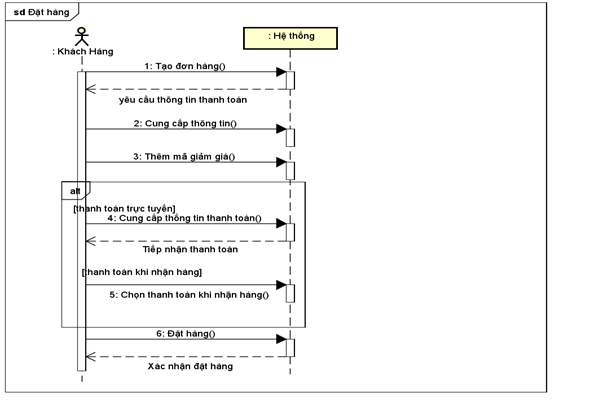 sd Đặt hàng
: Khách Hàng
: Hệ thống
1: Tạo đơn hàng()
yêu cầu thông tin thanh toán
2: Cung cấp thông tin()
3: Thêm mã giảm giá()
alt
[thanh toán trực tuyến]
4: Cung cấp thông tin thanh toán()
Tiếp nhận thanh toán
[thanh toán khi nhận hàng]
5: Chọn thanh toán khi nhận hàng()
6: Đặt hàng()
Xác nhận đặt hàng